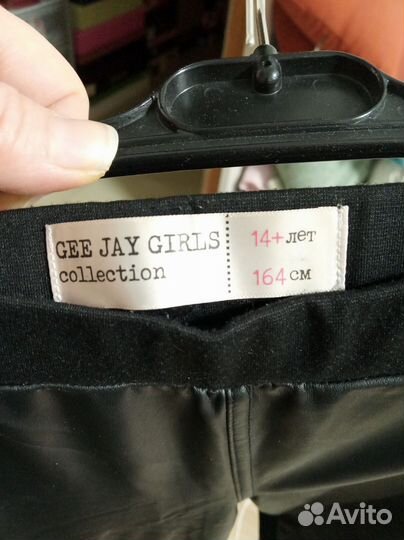 GEE JAY GIRLS
collection
14+ лет
164 см
Avito